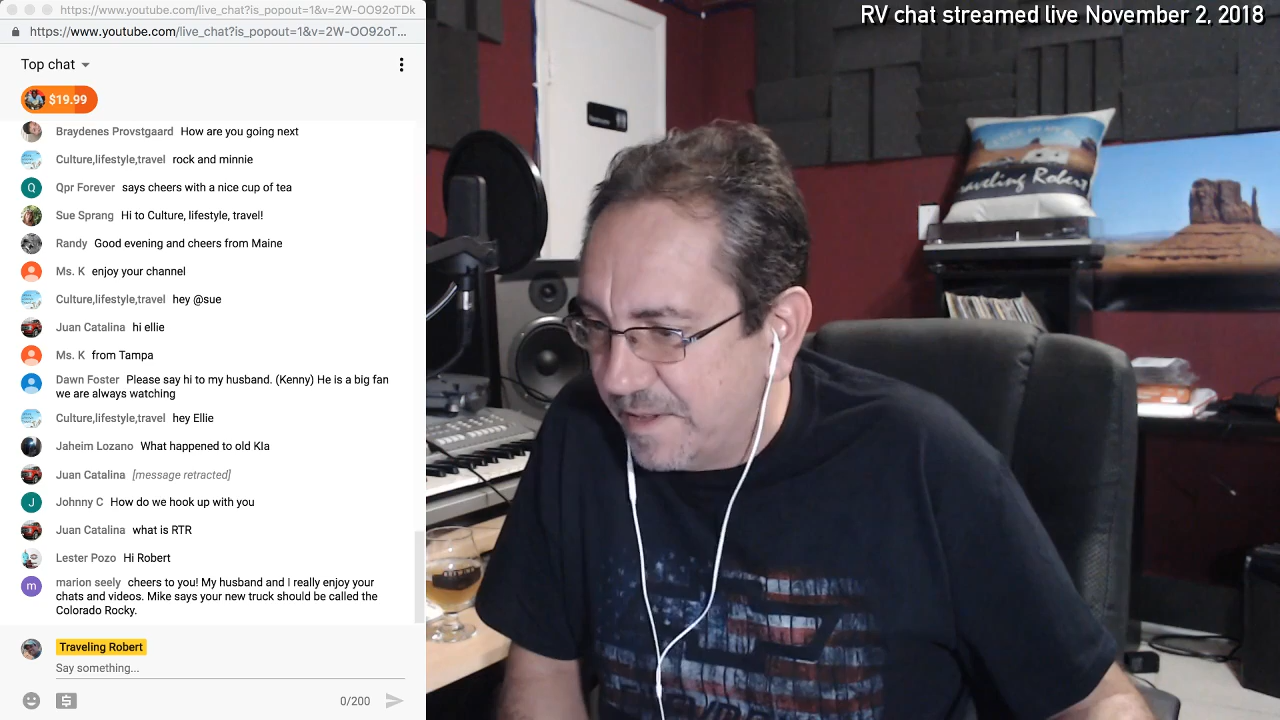 https://www.youtube.com/live_chat?is_popout=1&v=2W-OO92oTDk
https://www.youtube.com/live_chat?is_popout=1&v=2W-OO92oT...
RV chat streamed live November 2, 2018
Top chat
$19.99
Braydenes Provstgaard How are you going next
Culture,lifestyle,travel rock and minnie
Q
Qpr Forever says cheers with a nice cup of tea
Sue Sprang Hi to Culture, lifestyle, travel!
Randy Good evening and cheers from Maine
Ms. K enjoy your channel
Culture,lifestyle,travel hey @sue
Juan Catalina hi ellie
Ms. K from Tampa
Dawn Foster Please say hi to my husband. (Kenny) He is a big fan
we are always watching
Culture,lifestyle,travel hey Ellie
Jaheim Lozano What happened to old KIa
Juan Catalina [message retracted]
J
Johnny C How do we hook up with you
Juan Catalina what is RTR
Lester Pozo Hi Robert
m
marion seely cheers to you! My husband and I really enjoy your
chats and videos. Mike says your new truck should be called the
Colorado Rocky.
Traveling Robert
Say something...
0/200
Traveling Robert